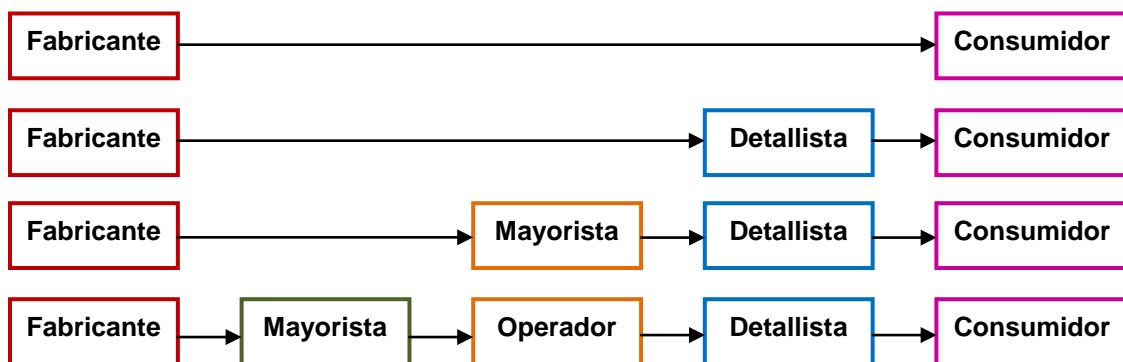 Fabricante Consumidor
Fabricante Detallista Consumidor
Fabricante Mayorista Detallista Consumidor
Fabricante Mayorista Operador Detallista Consumidor